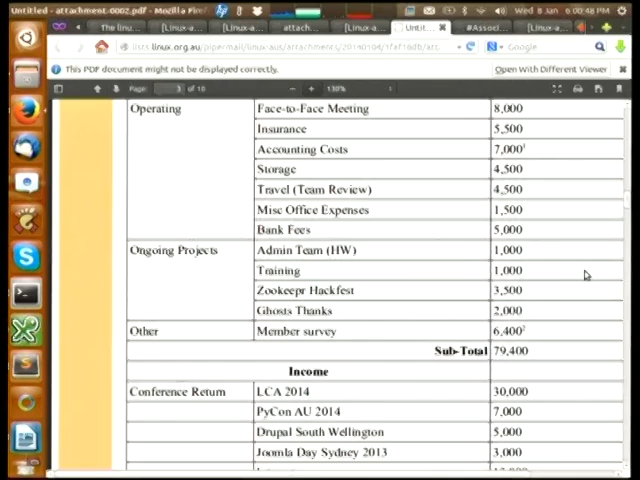 Untitled - attachment-0002.pdf - Mozilla Firef
Wed 8 Jan 6:00:48 PM
The linu
[Linux-a
[Linux-a
attach
[Linux-a
Untit
#Associ
[Linux-a
lists.linux.org.au/pipermail/linux-aus/attachments/
Google
This PDF document might not be displayed correctly.
Open With Different Viewer
Page: 3 of 10
130%
Operating Face-to-Face Meeting 8,000
Insurance 5,500
Accounting Costs 7,000¹
Storage 4,500
Travel (Team Review) 4,500
Misc Office Expenses 1,500
Bank Fees 5,000
Ongoing Projects Admin Team (HW) 1,000
Training 1,000
Zookeepr Hackfest 3,500
Ghosts Thanks 2,000
Other Member survey 6,400²
Sub-Total 79,400
Income
Conference Return LCA 2014 30,000
PyCon AU 2014 7,000
Drupal South Wellington 5,000
Joomla Day Sydney 2013 3,000